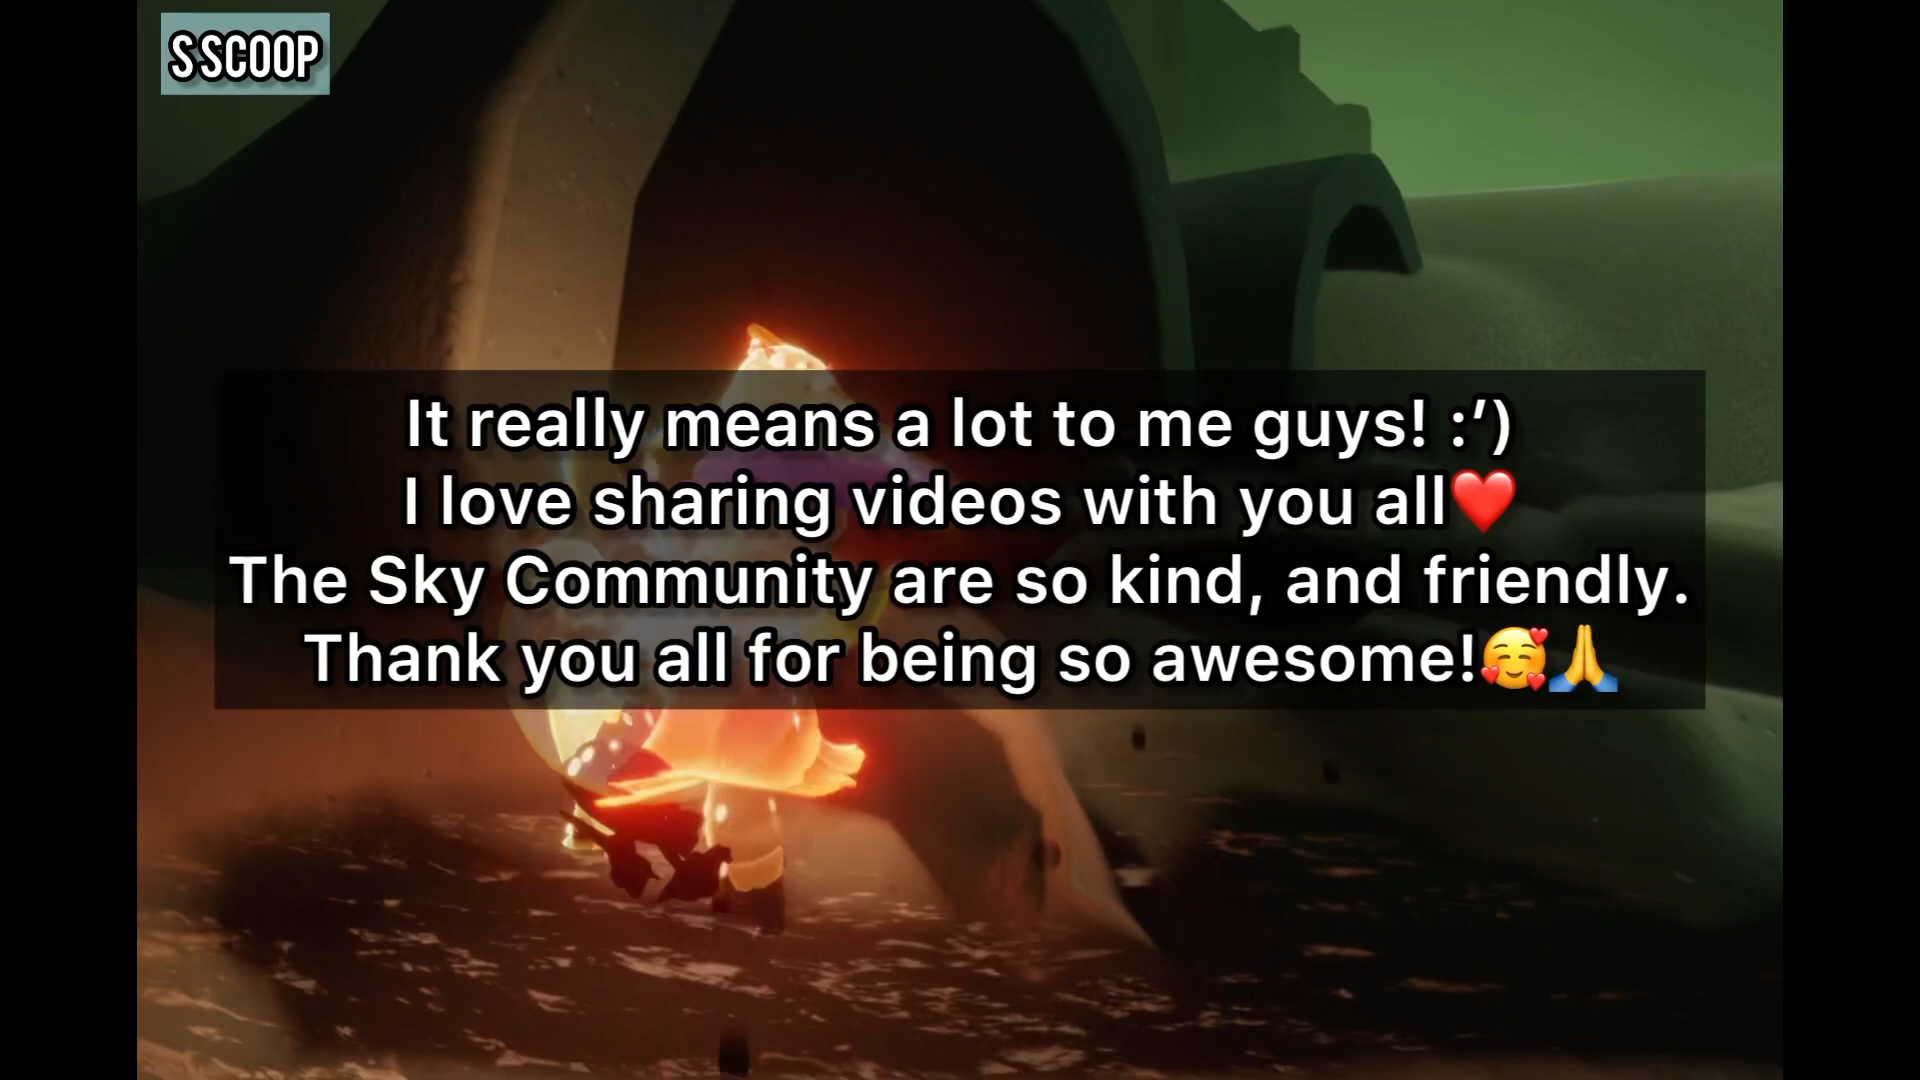 S SCOOP
It really means a lot to me guys! :’)
I love sharing videos with you all❤️
The Sky Community are so kind, and friendly.
Thank you all for being so awesome!🥰🙏